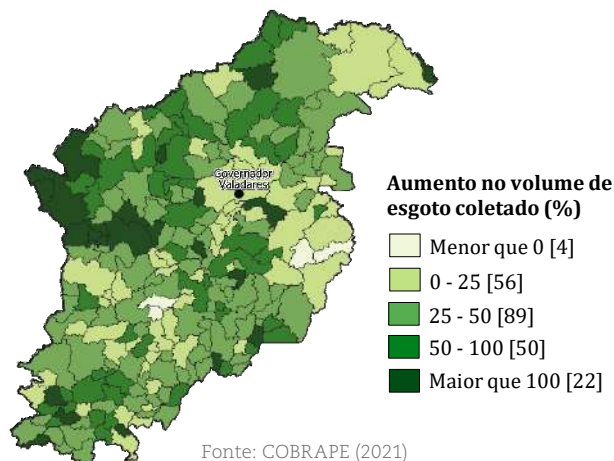 Governador
Valadares
Aumento no volume de
esgoto coletado (%)
Menor que 0 [4]
0 - 25 [56]
25 - 50 [89]
50 - 100 [50]
Maior que 100 [22]
Fonte: COBRAPE (2021)